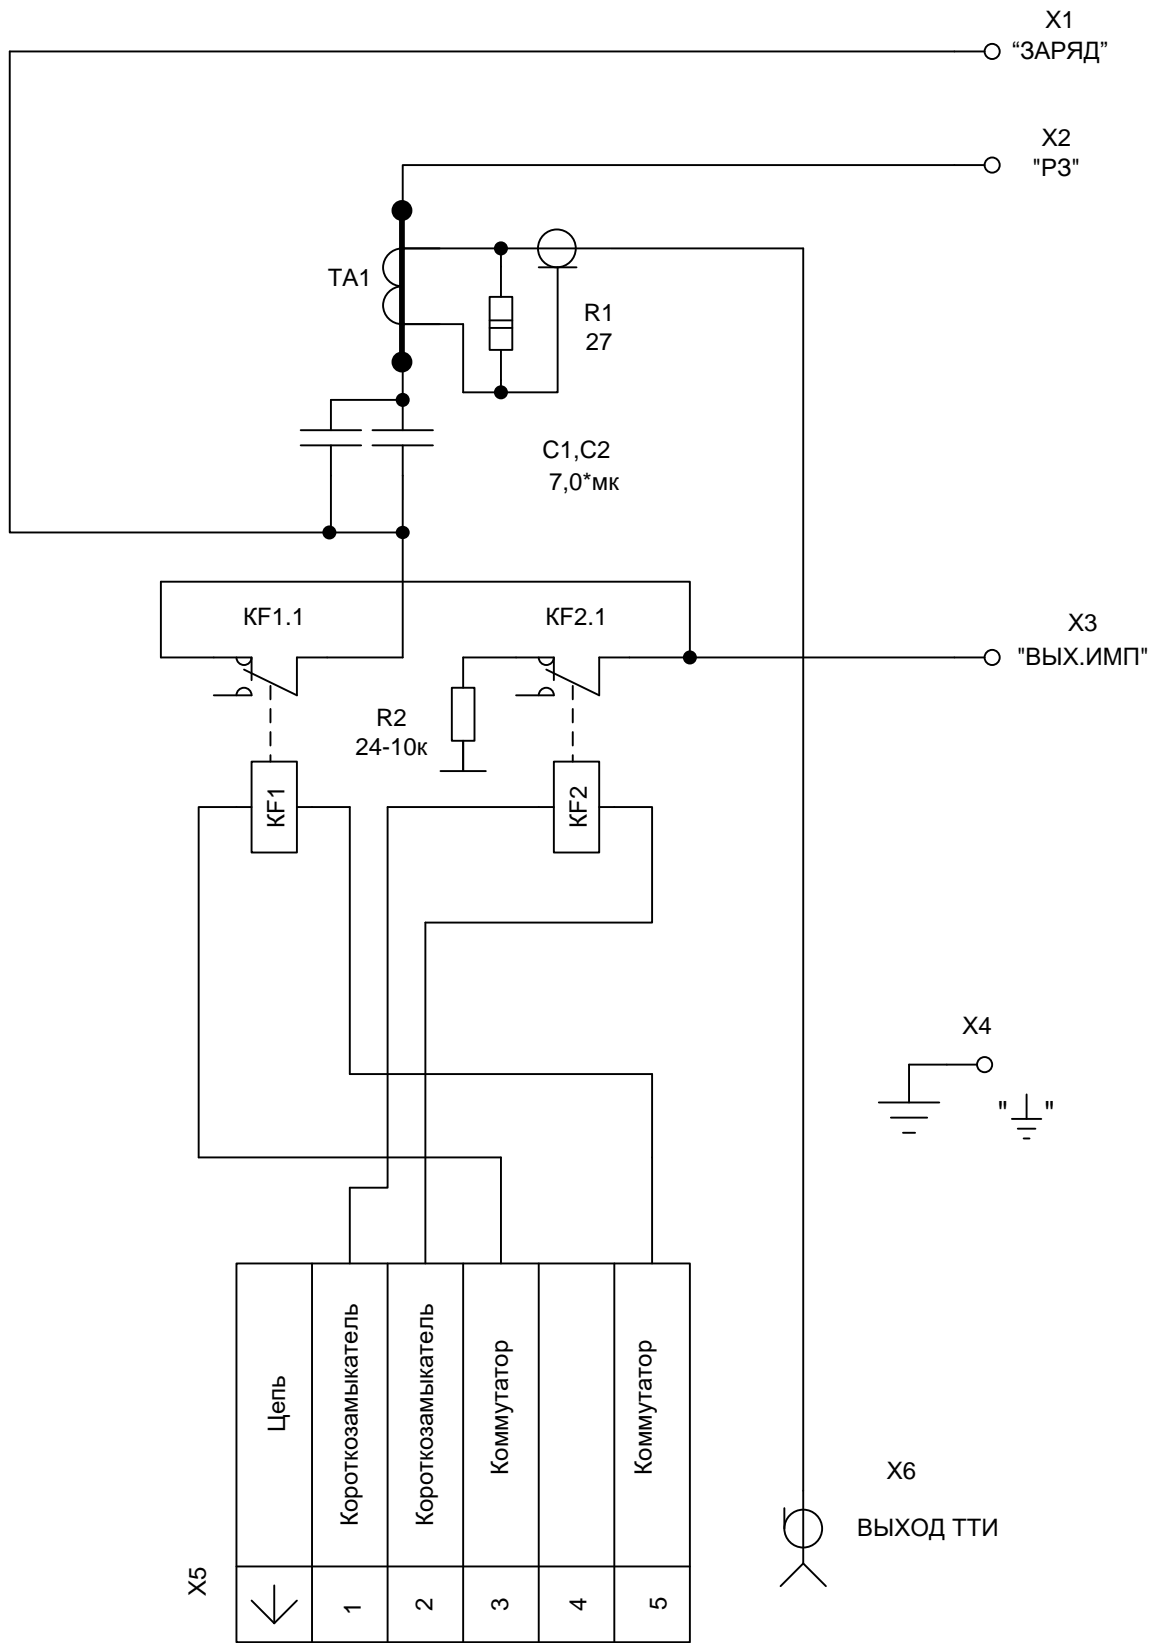 X1
“ЗАРЯД”
X2
"РЗ"
TA1
R1
27
C1,C2
7,0*мк
KF1.1
KF2.1
X3
"ВЫХ.ИМП"
R2
24-10к
KF1
KF2
X4
" "
Цепь
Короткозамыкатель
Короткозамыкатель
Коммутатор
Коммутатор
X6
ВЫХОД ТТИ
X5
1
2
3
4
5